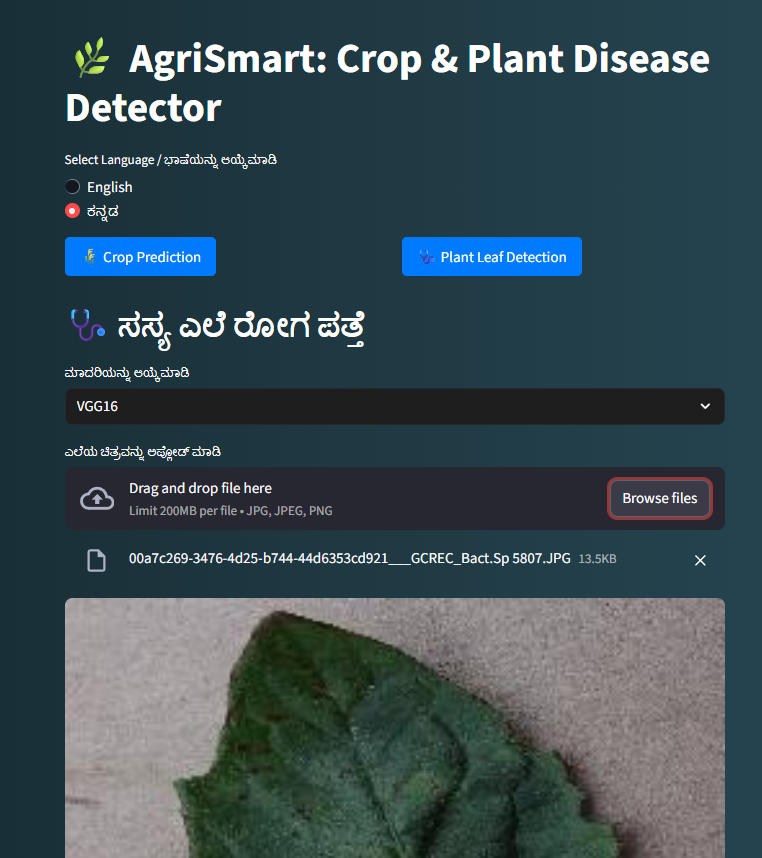 AgriSmart: Crop & Plant Disease
Detector
Select Language / ಭಾಷೆಯನ್ನು ಆಯ್ಕೆಮಾಡಿ
English
ಕನ್ನಡ
Crop Prediction
Plant Leaf Detection
ಸಸ್ಯ ಎಲೆ ರೋಗ ಪತ್ತೆ
ಮಾದರಿಯನ್ನು ಆಯ್ಕೆಮಾಡಿ
VGG16
ಎಲೆಯ ಚಿತ್ರವನ್ನು ಅಪ್ಲೋಡ್ ಮಾಡಿ
Drag and drop file here
Browse files
Limit 200MB per file • JPG, JPEG, PNG
00a7c269-3476-4d25-b744-44d6353cd921___GCREC_Bact.Sp 5807.JPG 13.5KB